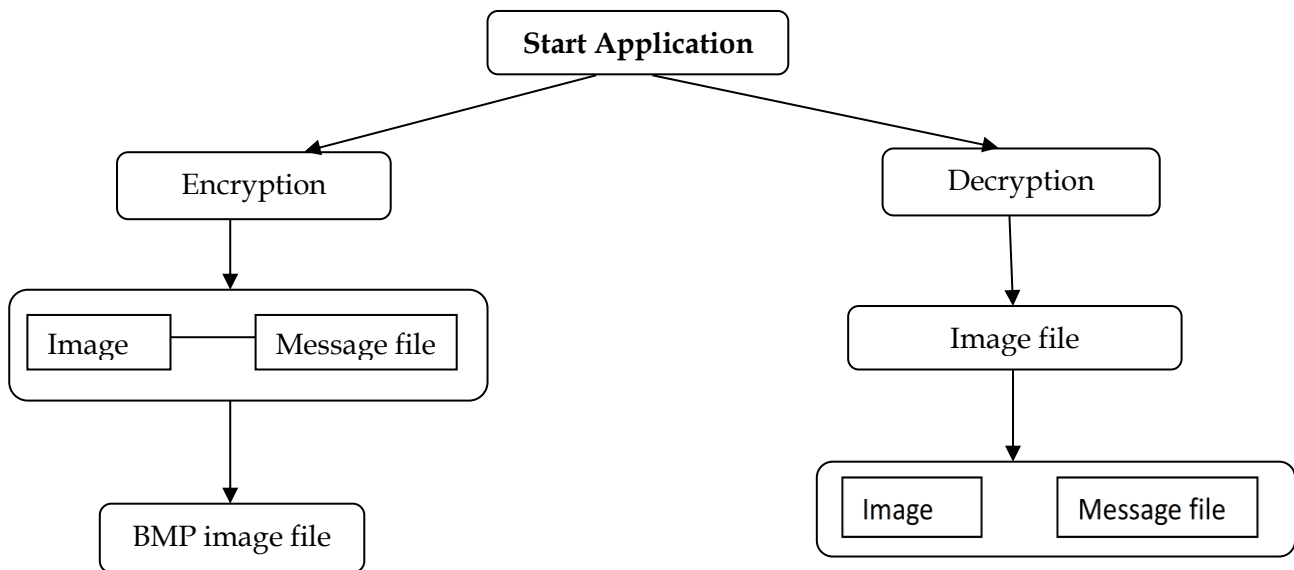 Start Application
Encryption
Decryption
Image
Message file
Image file
BMP image file
Image
Message file